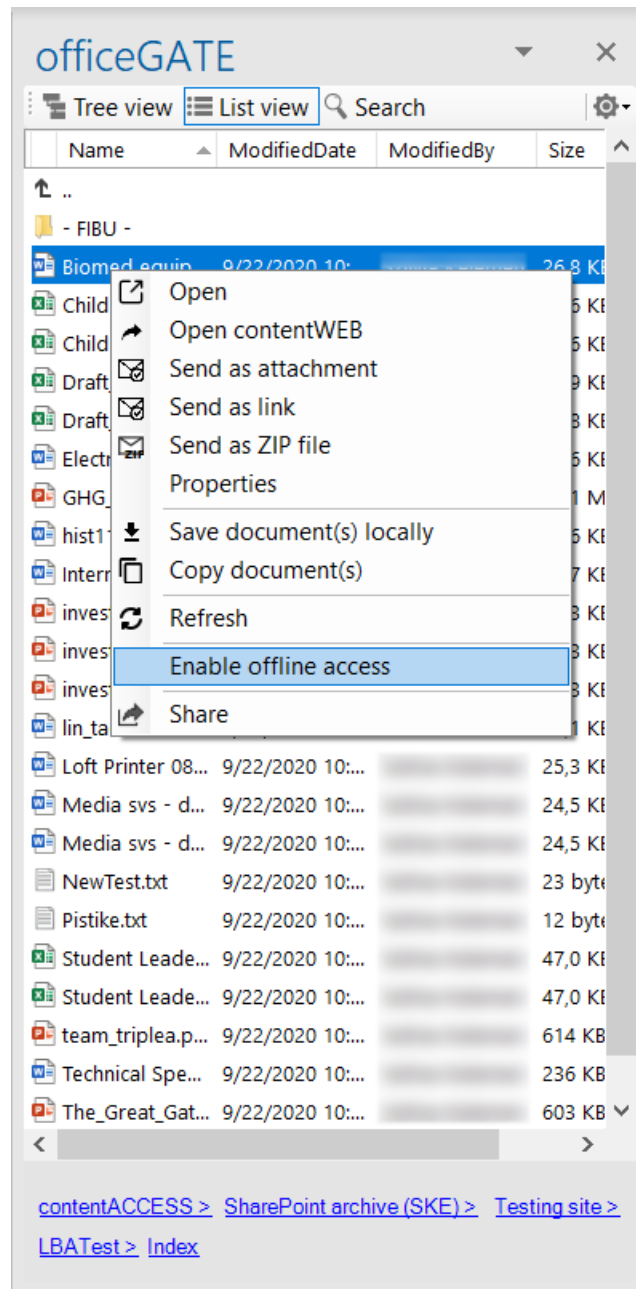 officeGATE
Tree view List view Search
Name ModifiedDate ModifiedBy Size
..
- FIBU -
Biomed equip 9/22/2020 10: 26,8 KB
Open
Open contentWEB
Send as attachment
Send as link
ZIP Send as ZIP file
Properties
Save document(s) locally
Copy document(s)
Refresh
Enable offline access
Share
Child
Child
Draft_
Draft_
Electr
GHG_
hist11
Intern
inves
inves
inves
lin_ta
Loft Printer 08... 9/22/2020 10:... 25,3 KB
Media svs - d... 9/22/2020 10:... 24,5 KB
Media svs - d... 9/22/2020 10:... 24,5 KB
NewTest.txt 9/22/2020 10:... 23 byte
Pistike.txt 9/22/2020 10:... 12 byte
Student Leade... 9/22/2020 10:... 47,0 KB
Student Leade... 9/22/2020 10:... 47,0 KB
team_triplea.p... 9/22/2020 10:... 614 KB
Technical Spe... 9/22/2020 10:... 236 KB
The_Great_Gat... 9/22/2020 10:... 603 KB
contentACCESS > SharePoint archive (SKE) > Testing site >
LBATest > Index